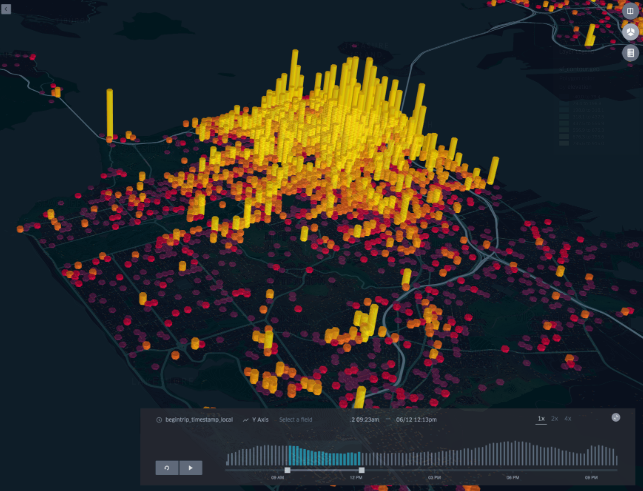 begintrip_timestamp_local Y Axis Select a field 2 09:23am — 06/12 12:13pm 1x 2x 4x
09 AM 12 PM 03 PM 06 PM 09 PM